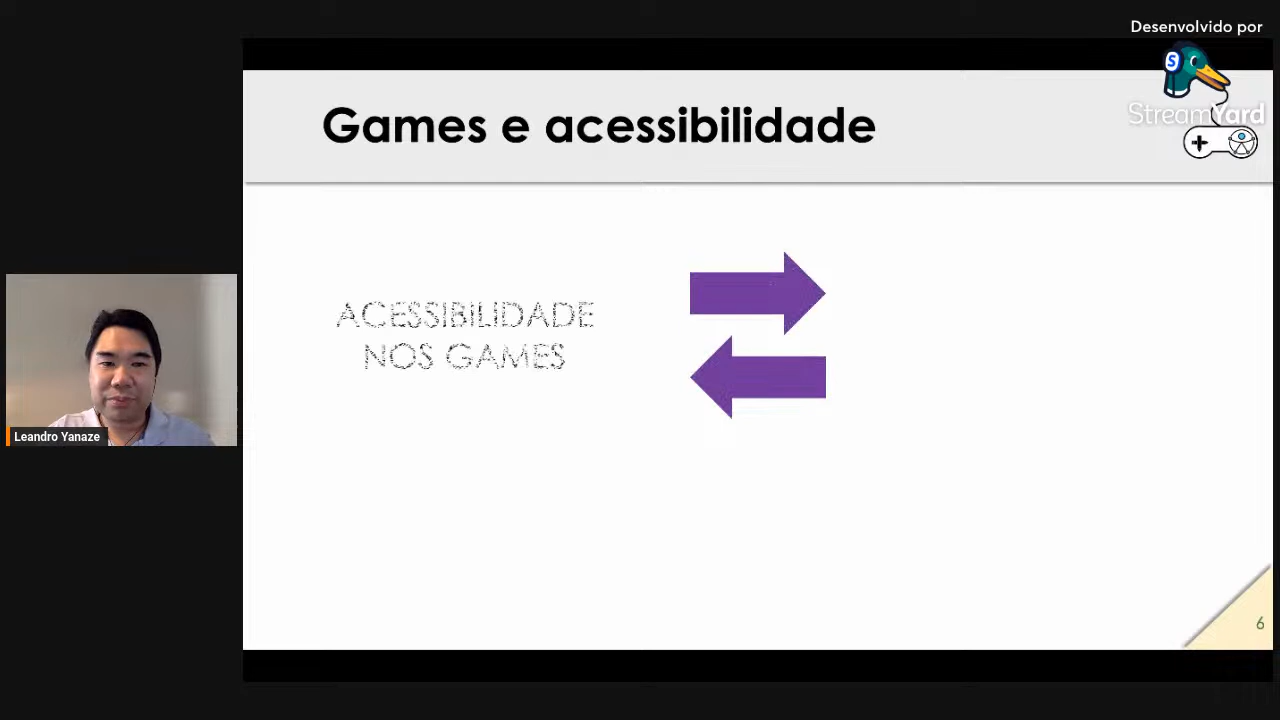 Desenvolvido por
StreamYard
Games e acessibilidade
ACESSIBILIDADE
NOS GAMES
Leandro Yanaze
6